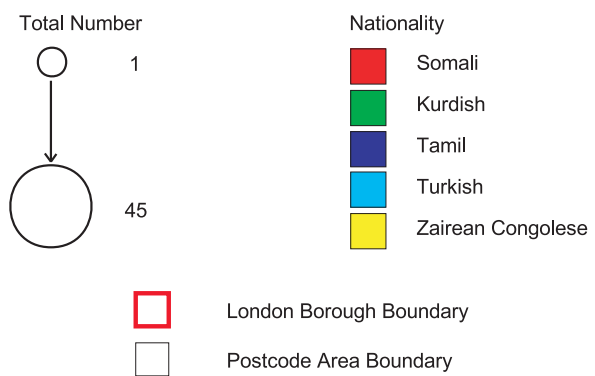 Total Number
1
45
Nationality
Somali
Kurdish
Tamil
Turkish
Zairean Congolese
London Borough Boundary
Postcode Area Boundary